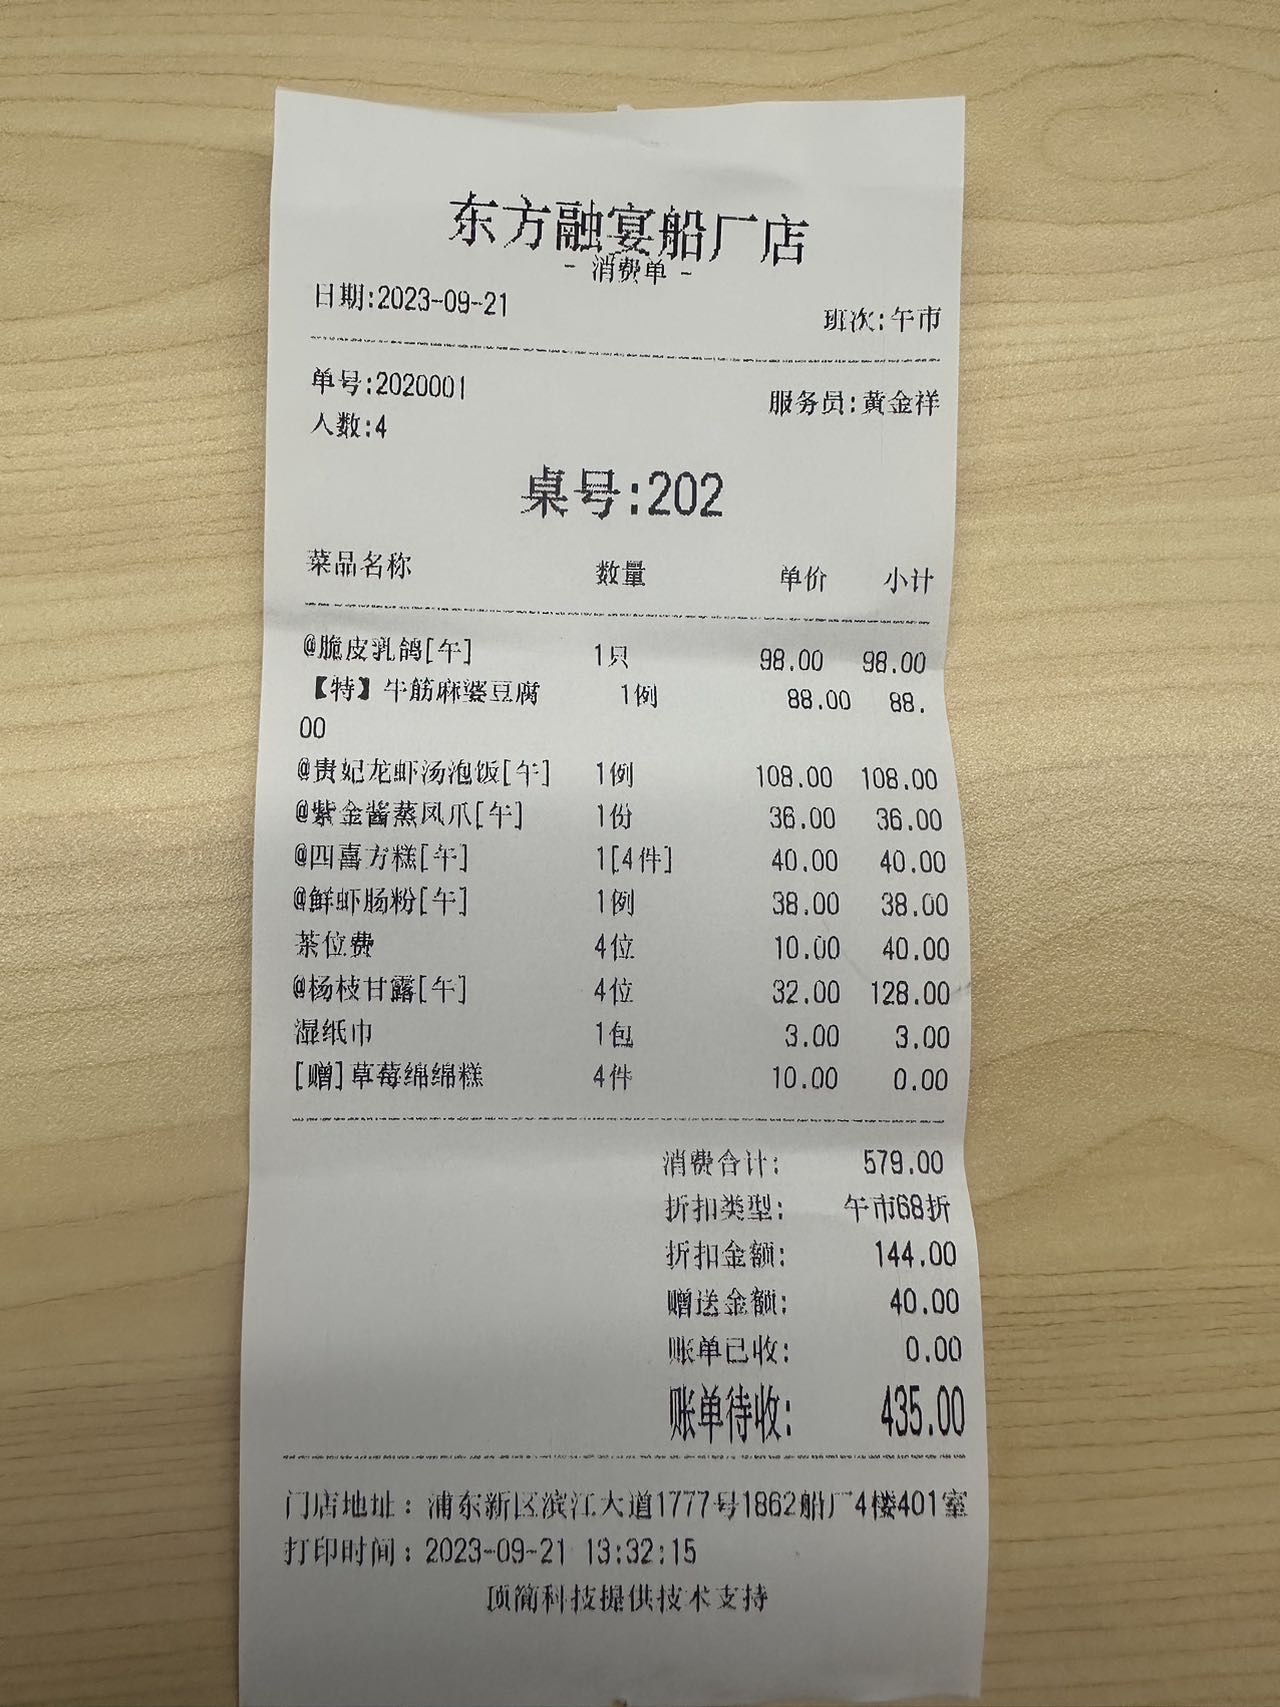 东方融宴船厂店
- 消费单 -
日期:2023-09-21 班次:午市
单号:2020001 服务员:黄金祥
人数:4
桌号:202
菜品名称 数量 单价 小计
@脆皮乳鸽[午] 1只 98.00 98.00
【特】牛筋麻婆豆腐 1例 88.00 88.
00
@贵妃龙虾汤泡饭[午] 1例 108.00 108.00
@紫金酱蒸凤爪[午] 1份 36.00 36.00
@四喜方糕[午] 1[4件] 40.00 40.00
@鲜虾肠粉[午] 1例 38.00 38.00
茶位费 4位 10.00 40.00
@杨枝甘露[午] 4位 32.00 128.00
湿纸巾 1包 3.00 3.00
[赠]草莓绵绵糕 4件 10.00 0.00
消费合计: 579.00
折扣类型: 午市68折
折扣金额: 144.00
赠送金额: 40.00
账单已收: 0.00
账单待收: 435.00
门店地址：浦东新区滨江大道1777号1862船厂4楼401室
打印时间：2023-09-21 13:32:15
顶简科技提供技术支持